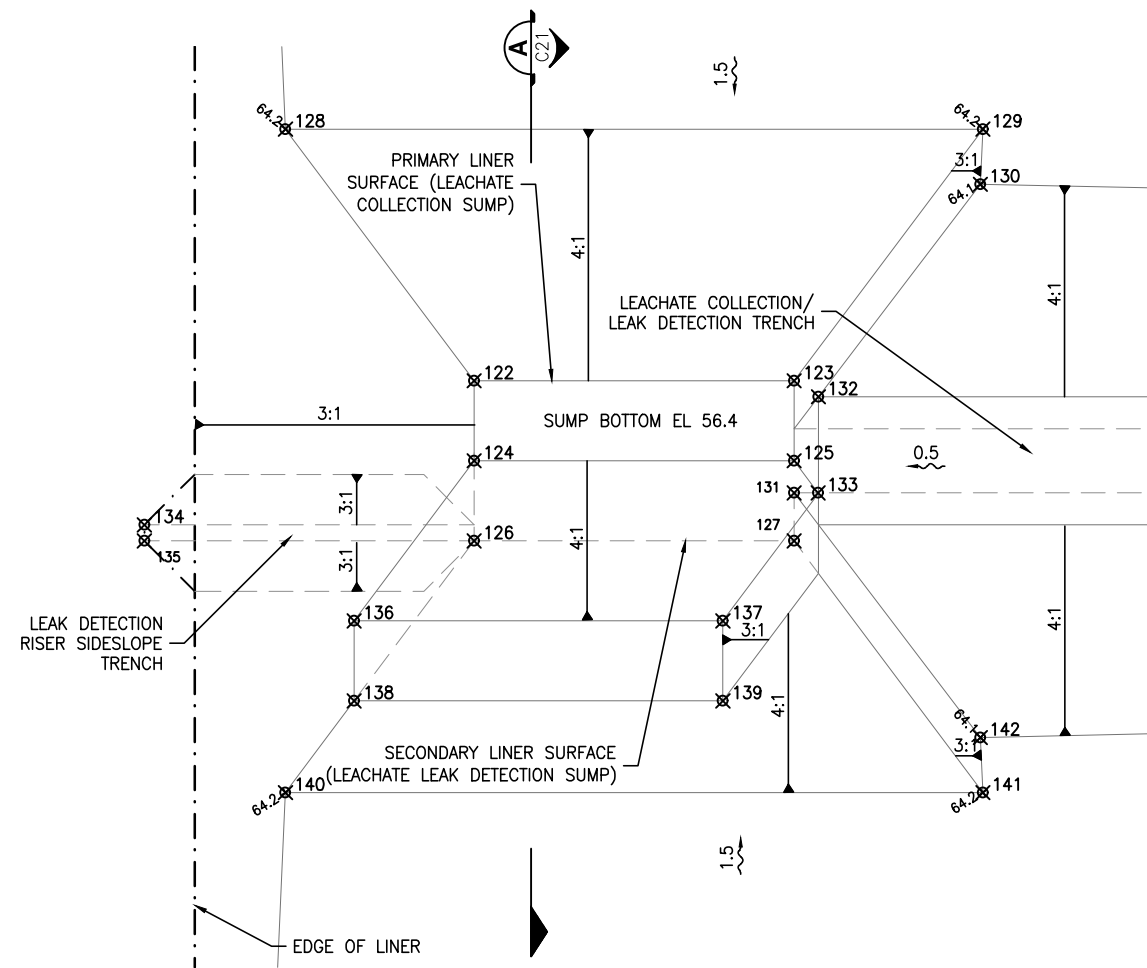 A
C21
1.5
64.2
128
64.2
129
PRIMARY LINER
SURFACE (LEACHATE
COLLECTION SUMP)
3:1
130
64.1
4:1
4:1
LEACHATE COLLECTION/
LEAK DETECTION TRENCH
122
123
132
3:1
SUMP BOTTOM EL 56.4
124
125
0.5
131
133
3:1
134
126
127
135
3:1
4:1
LEAK DETECTION
RISER SIDESLOPE
TRENCH
136
137
3:1
4:1
138
139
4:1
SECONDARY LINER SURFACE
(LEACHATE LEAK DETECTION SUMP)
64.1
142
3:1
64.2
140
64.2
141
1.5
EDGE OF LINER